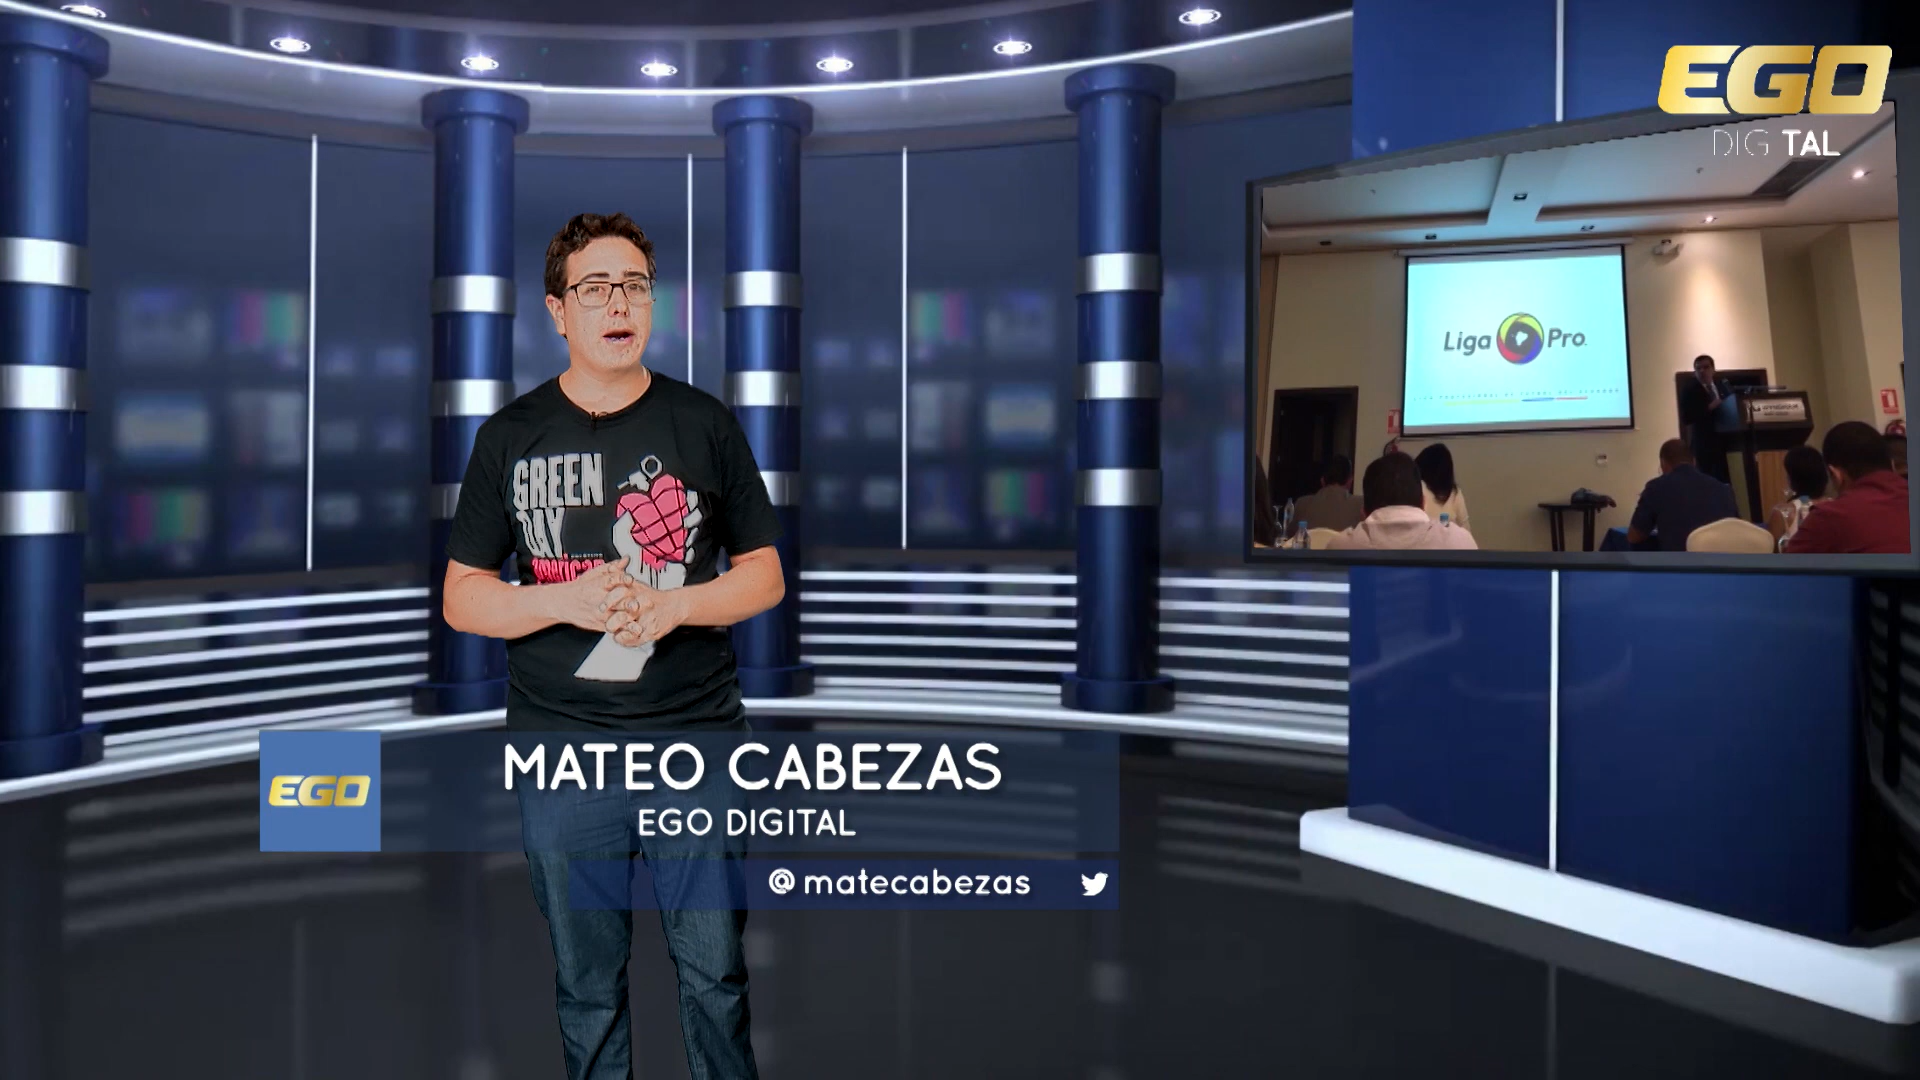 EGO
DIG TAL
Liga Pro
GREEN
DAY
MATEO CABEZAS
EGO
EGO DIGITAL
@matecabezas